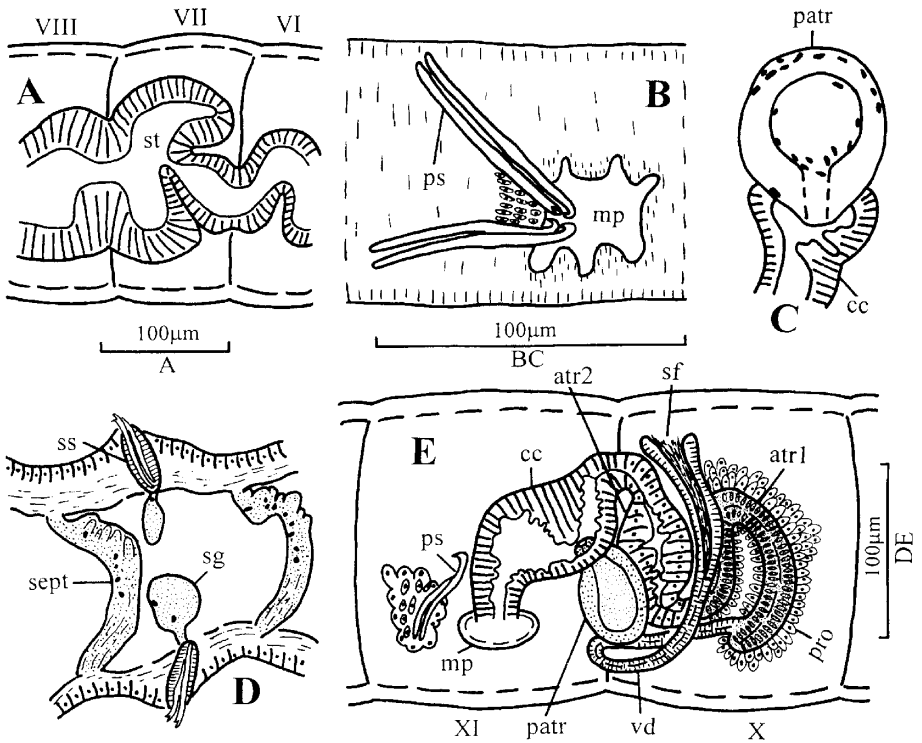 VIII VII VI
A
st
100µm
A
B
ps
mp
100µm
BC
patr
cc
C
ss
sg
sept
D
atr2 sf
E
cc
atr1
ps
mp
pro
100µm
DE
XI patr vd X